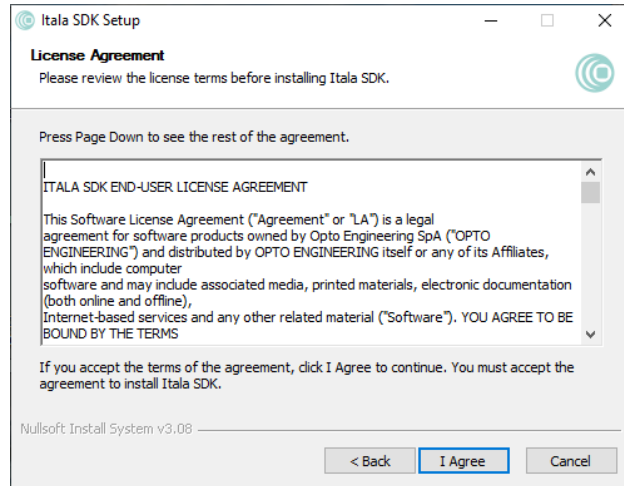 Itala SDK Setup
License Agreement
Please review the license terms before installing Itala SDK.
Press Page Down to see the rest of the agreement.
ITALA SDK END-USER LICENSE AGREEMENT
This Software License Agreement ("Agreement" or "LA") is a legal
agreement for software products owned by Opto Engineering SpA ("OPTO
ENGINEERING") and distributed by OPTO ENGINEERING itself or any of its Affiliates,
which include computer
software and may include associated media, printed materials, electronic documentation
(both online and offline),
Internet-based services and any other related material ("Software"). YOU AGREE TO BE
BOUND BY THE TERMS
If you accept the terms of the agreement, click I Agree to continue. You must accept the
agreement to install Itala SDK.
Nullsoft Install System v3.08
< Back I Agree Cancel